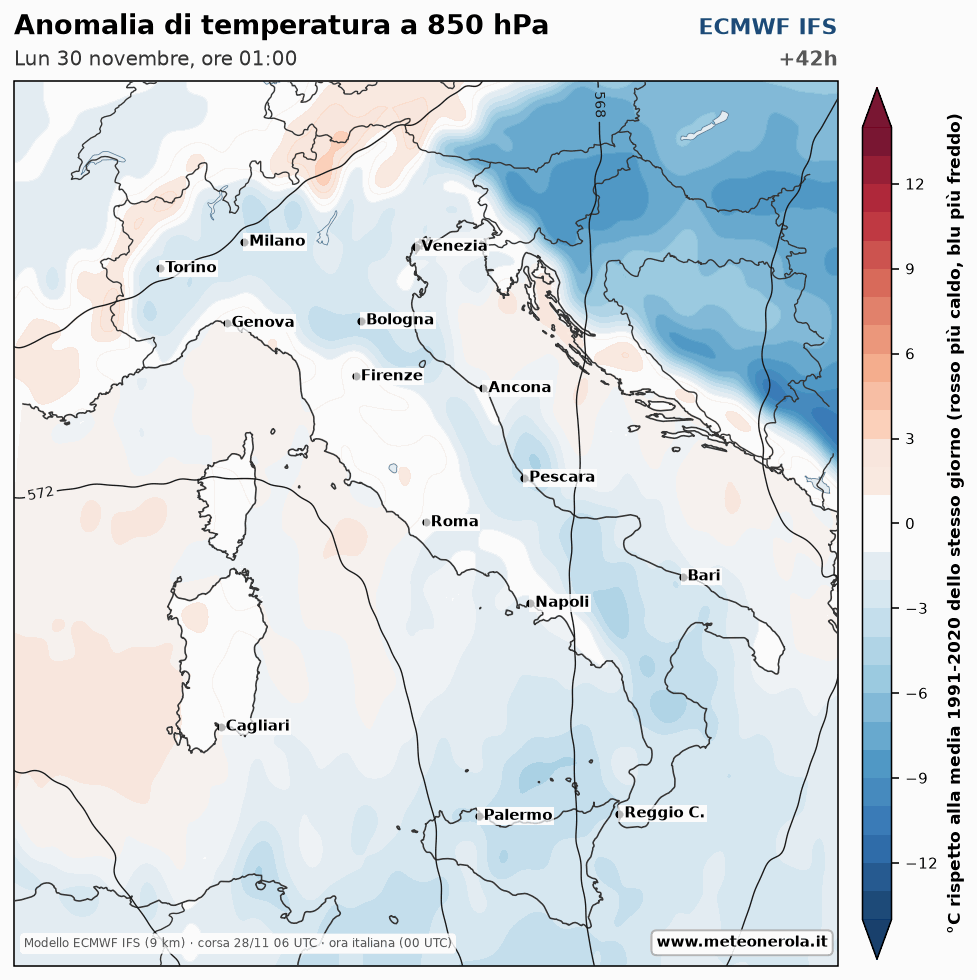 Anomalia di temperatura a 850 hPa
ECMWF IFS
Lun 30 novembre, ore 01:00
+42h
568
Milano
Venezia
Torino
Genova
Bologna
Firenze
Ancona
Pescara
572
Roma
Bari
Napoli
Cagliari
Palermo
Reggio C.
Modello ECMWF IFS (9 km) · corsa 28/11 06 UTC · ora italiana (00 UTC)
www.meteonerola.it
12
9
6
3
0
−3
−6
−9
−12
°C rispetto alla media 1991-2020 dello stesso giorno (rosso più caldo, blu più freddo)